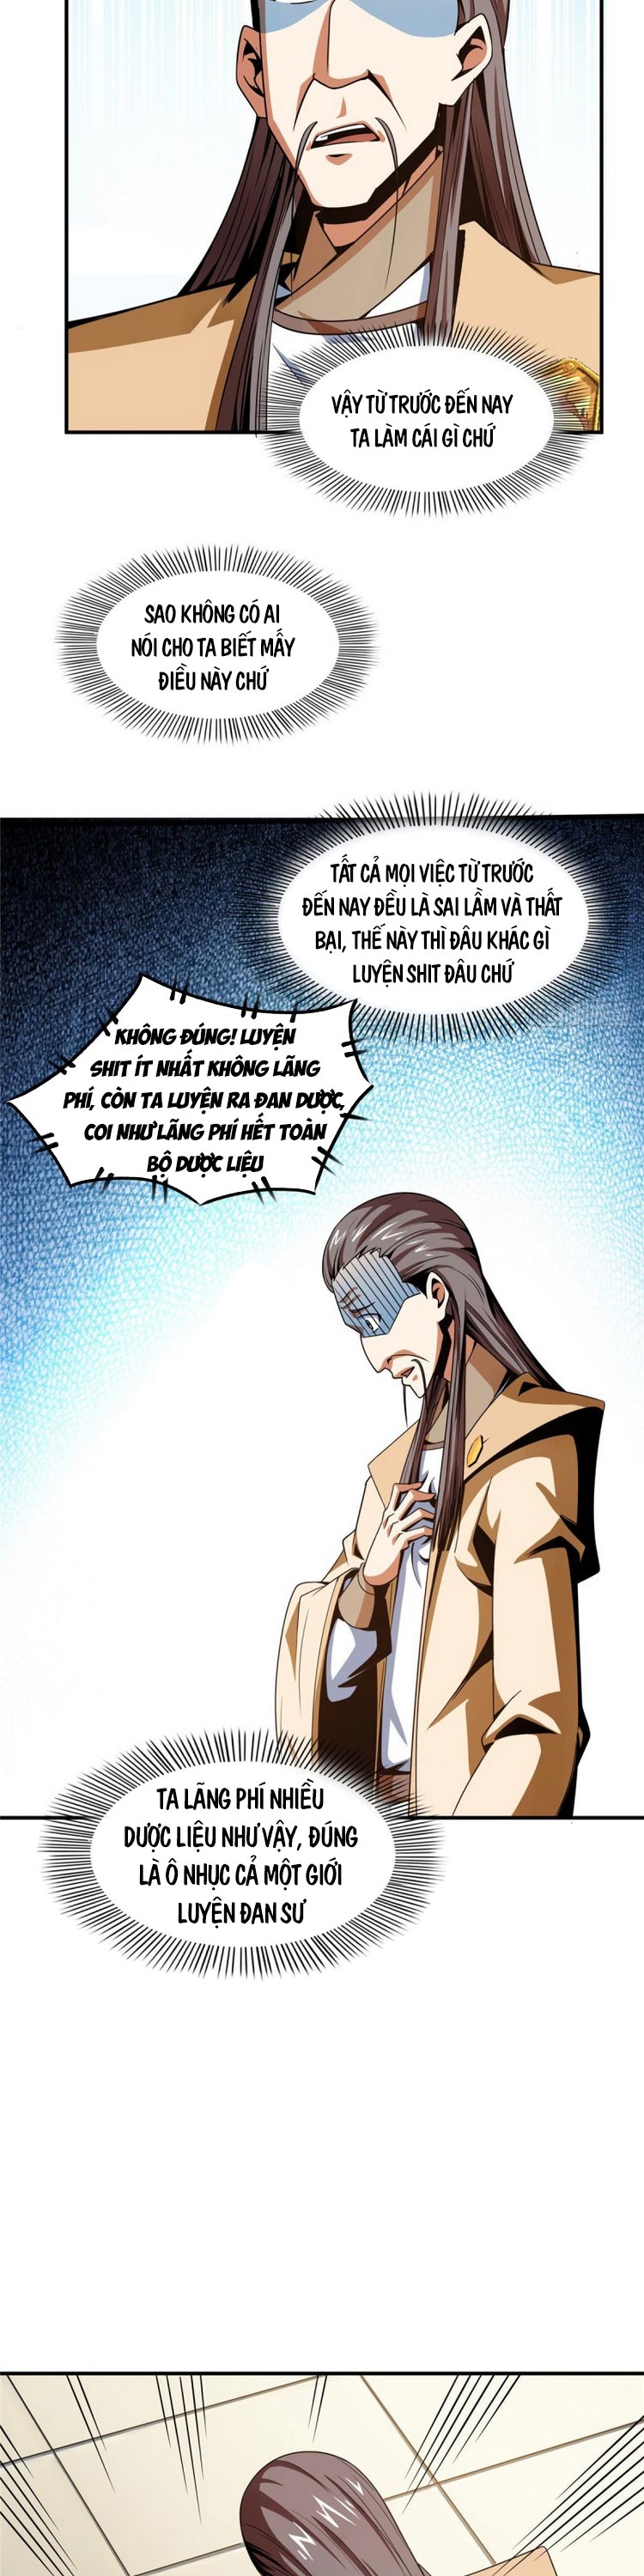 VẬY TỪ TRƯỚC ĐẾN NAY
TA LÀM CÁI GÌ CHỨ
SAO KHÔNG CÓ AI
NÓI CHO TA BIẾT MẤY
ĐIỀU NÀY CHỨ
TẤT CẢ MỌI VIỆC TỪ TRƯỚC
ĐẾN NAY ĐỀU LÀ SAI LẦM VÀ THẤT
BẠI, THẾ NÀY THÌ ĐÂU KHÁC GÌ
LUYỆN SHIT ĐÂU CHỨ
KHÔNG ĐÚNG! LUYỆN
SHIT ÍT NHẤT KHÔNG LÃNG
PHÍ, CÒN TA LUYỆN RA ĐAN DƯỢC,
COI NHƯ LÃNG PHÍ HẾT TOÀN
BỘ DƯỢC LIỆU
TA LÃNG PHÍ NHIỀU
DƯỢC LIỆU NHƯ VẬY, ĐÚNG
LÀ Ô NHỤC CẢ MỘT GIỚI
LUYỆN ĐAN SƯ